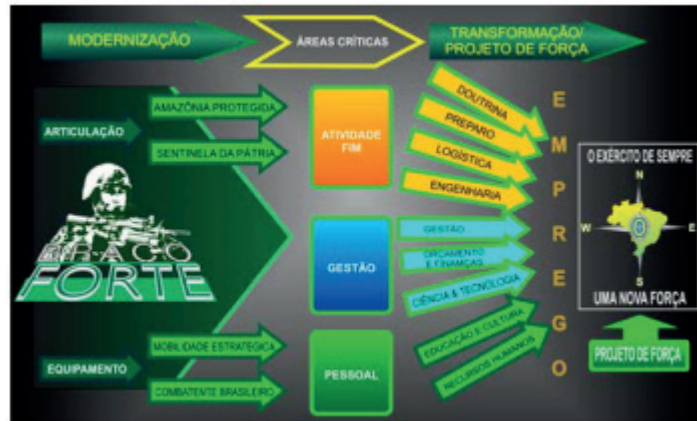 MODERNIZAÇÃO
ÁREAS CRÍTICAS
TRANSFORMAÇÃO/
PROJETO DE FORÇA
ARTICULAÇÃO
AMAZÔNIA PROTEGIDA
SENTINELA DA PÁTRIA
BRAÇO
FORTE
EQUIPAMENTO
MOBILIDADE ESTRATÉGICA
COMBATENTE BRASILEIRO
ATIVIDADE
FIM
GESTÃO
PESSOAL
DOUTRINA
PREPARO
LOGÍSTICA
ENGENHARIA
GESTÃO
ORÇAMENTO
E FINANÇAS
CIÊNCIA & TECNOLOGIA
EDUCAÇÃO E CULTURA
RECURSOS HUMANOS
E
M
P
R
E
G
O
O EXÉRCITO DE SEMPRE
N
W
E
S
UMA NOVA FORÇA
PROJETO DE FORÇA